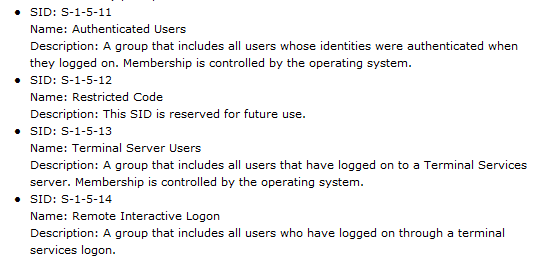 SID: S-1-5-11
Name: Authenticated Users
Description: A group that includes all users whose identities were authenticated when
they logged on. Membership is controlled by the operating system.
SID: S-1-5-12
Name: Restricted Code
Description: This SID is reserved for future use.
SID: S-1-5-13
Name: Terminal Server Users
Description: A group that includes all users that have logged on to a Terminal Services
server. Membership is controlled by the operating system.
SID: S-1-5-14
Name: Remote Interactive Logon
Description: A group that includes all users who have logged on through a terminal
services logon.